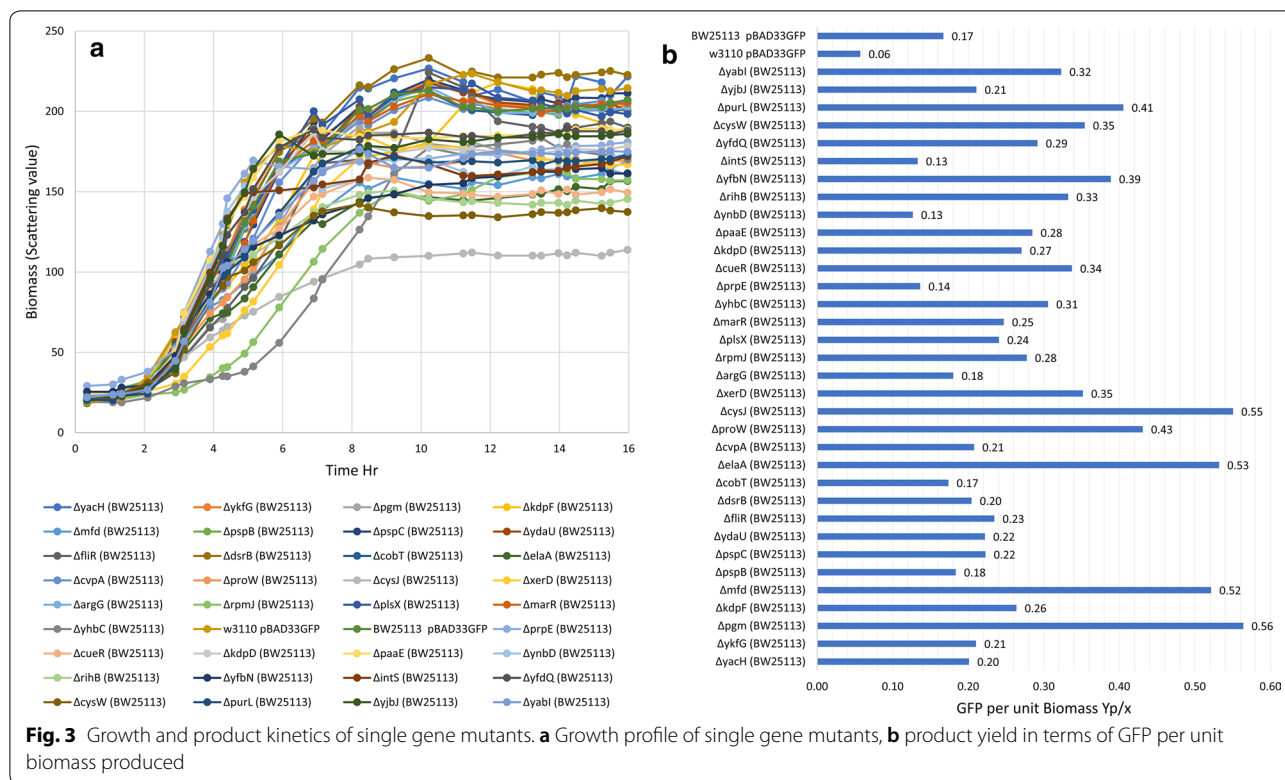 a
250
200
150
100
50
0
Biomass (Scattering value)
0 2 4 6 8 10 12 14 16
Time Hr
ΔyacH (BW25113) ΔykfG (BW25113) Δpgm (BW25113) ΔkdpF (BW25113)
Δmfd (BW25113) ΔpspB (BW25113) ΔpspC (BW25113) ΔydaU (BW25113)
ΔfliR (BW25113) ΔdsrB (BW25113) ΔcobT (BW25113) ΔelaA (BW25113)
ΔcvpA (BW25113) ΔproW (BW25113) ΔcysJ (BW25113) ΔxerD (BW25113)
ΔargG (BW25113) ΔrpmJ (BW25113) ΔplsX (BW25113) ΔmarR (BW25113)
ΔyhbC (BW25113) w3110 pBAD33GFP BW25113 pBAD33GFP ΔprpE (BW25113)
ΔcueR (BW25113) ΔkdpD (BW25113) ΔpaaE (BW25113) ΔynbD (BW25113)
ΔrihB (BW25113) ΔyfbN (BW25113) ΔintS (BW25113) ΔyfdQ (BW25113)
ΔcysW (BW25113) ΔpurL (BW25113) ΔyjbJ (BW25113) ΔyabI (BW25113)
b
BW25113 pBAD33GFP 0.17
w3110 pBAD33GFP 0.06
ΔyabI (BW25113) 0.32
ΔyjbJ (BW25113) 0.21
ΔpurL (BW25113) 0.41
ΔcysW (BW25113) 0.35
ΔyfdQ (BW25113) 0.29
ΔintS (BW25113) 0.13
ΔyfbN (BW25113) 0.39
ΔrihB (BW25113) 0.33
ΔynbD (BW25113) 0.13
ΔpaaE (BW25113) 0.28
ΔkdpD (BW25113) 0.27
ΔcueR (BW25113) 0.34
ΔprpE (BW25113) 0.14
ΔyhbC (BW25113) 0.31
ΔmarR (BW25113) 0.25
ΔplsX (BW25113) 0.24
ΔrpmJ (BW25113) 0.28
ΔargG (BW25113) 0.18
ΔxerD (BW25113) 0.35
ΔcysJ (BW25113) 0.55
ΔproW (BW25113) 0.43
ΔcvpA (BW25113) 0.21
ΔelaA (BW25113) 0.53
ΔcobT (BW25113) 0.17
ΔdsrB (BW25113) 0.20
ΔfliR (BW25113) 0.23
ΔydaU (BW25113) 0.22
ΔpspC (BW25113) 0.22
ΔpspB (BW25113) 0.18
Δmfd (BW25113) 0.52
ΔkdpF (BW25113) 0.26
Δpgm (BW25113) 0.56
ΔykfG (BW25113) 0.21
ΔyacH (BW25113) 0.20
0.00 0.10 0.20 0.30 0.40 0.50 0.60
GFP per unit Biomass Yp/x
Fig. 3 Growth and product kinetics of single gene mutants. a Growth profile of single gene mutants, b product yield in terms of GFP per unit
biomass produced